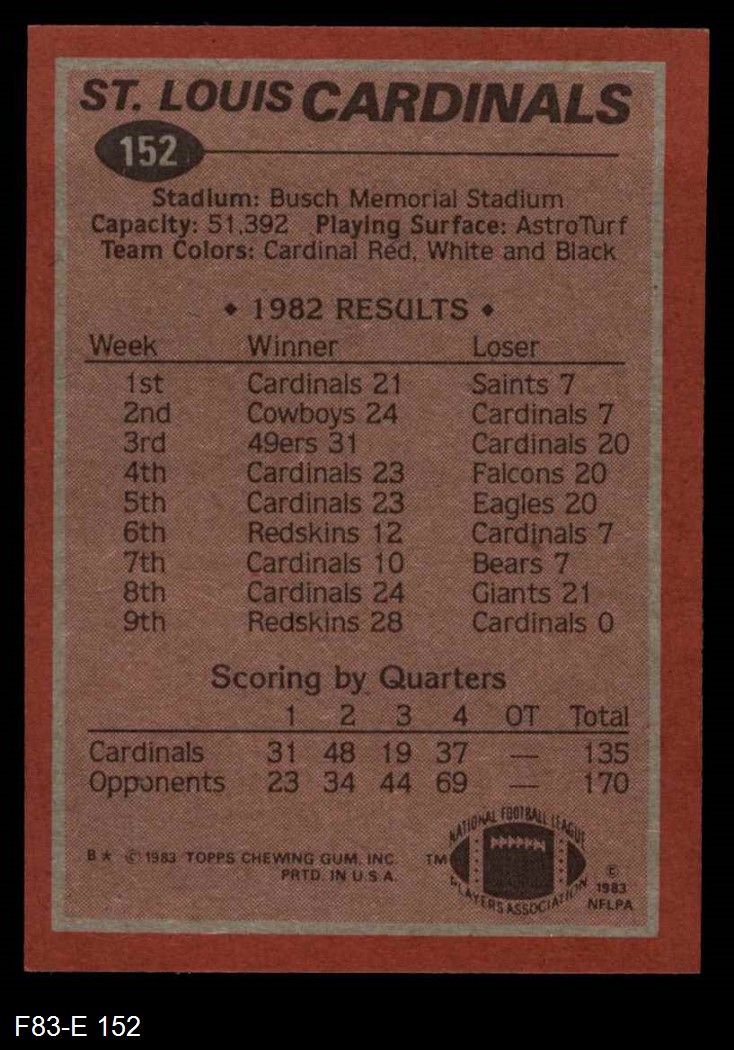 ST. LOUIS CARDINALS
152
Stadium: Busch Memorial Stadium
Capacity: 51,392 Playing Surface: AstroTurf
Team Colors: Cardinal Red, White and Black
◆ 1982 RESULTS ◆
Week Winner Loser
1st Cardinals 21 Saints 7
2nd Cowboys 24 Cardinals 7
3rd 49ers 31 Cardinals 20
4th Cardinals 23 Falcons 20
5th Cardinals 23 Eagles 20
6th Redskins 12 Cardinals 7
7th Cardinals 10 Bears 7
8th Cardinals 24 Giants 21
9th Redskins 28 Cardinals 0
Scoring by Quarters
1 2 3 4 OT Total
Cardinals 31 48 19 37 — 135
Opponents 23 34 44 69 — 170
B* © 1983 TOPPS CHEWING GUM, INC.
PRTD. IN U.S.A.
TM
NATIONAL FOOTBALL LEAGUE
PLAYERS ASSOCIATION
©
1983
NFLPA
F83-E 152